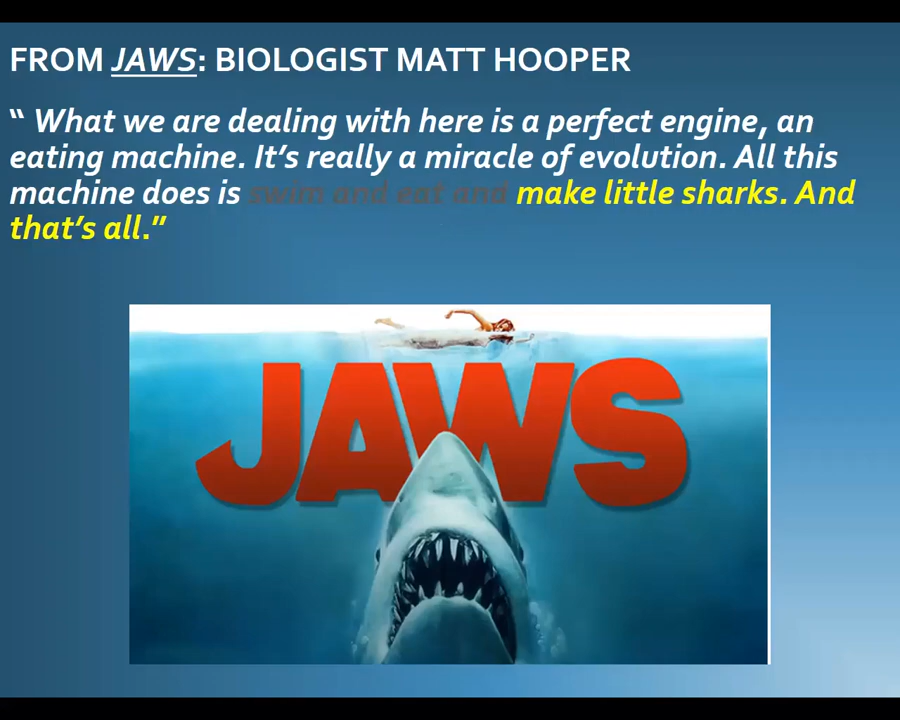 FROM JAWS: BIOLOGIST MATT HOOPER
“ What we are dealing with here is a perfect engine, an
eating machine. It’s really a miracle of evolution. All this
machine does is swim and eat and make little sharks. And
that’s all.”
JAWS